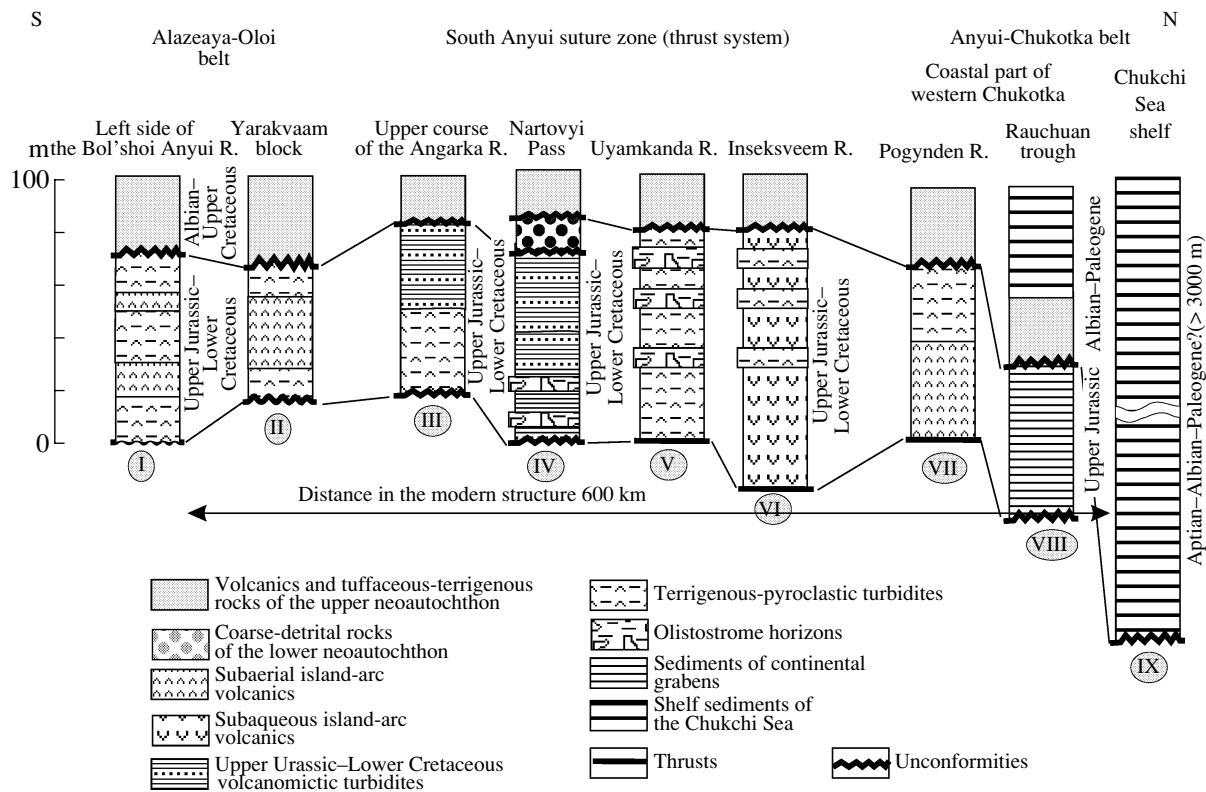 S
N
Alazeaya-Oloi
belt
South Anyui suture zone (thrust system)
Anyui-Chukotka belt
Coastal part of
western Chukotka
Chukchi
Sea
shelf
Left side of
the Bol'shoi Anyui R.
Yarakvaam
block
Upper course
of the Angarka R.
Nartovyi
Pass
Uyamkanda R.
Inseksveem R.
Pogynden R.
Rauchuan
trough
m
100
0
Albian–
Upper
Cretaceous
Upper Jurassic–
Lower
Cretaceous
Upper Jurassic–
Lower Cretaceous
Upper Jurassic–
Lower Cretaceous
Upper Jurassic–
Lower Cretaceous
Albian–Paleogene
Upper Jurassic
Aptian–Albian–Paleogene?(> 3000 m)
I
II
III
IV
V
VI
VII
VIII
IX
Distance in the modern structure 600 km
Volcanics and tuffaceous-terrigenous
rocks of the upper neoautochthon
Coarse-detrital rocks
of the lower neoautochthon
Subaerial island-arc
volcanics
Subaqueous island-arc
volcanics
Upper Urassic–Lower Cretaceous
volcanomictic turbidites
Terrigenous-pyroclastic turbidites
Olistostrome horizons
Sediments of continental
grabens
Shelf sediments of
the Chukchi Sea
Thrusts
Unconformities